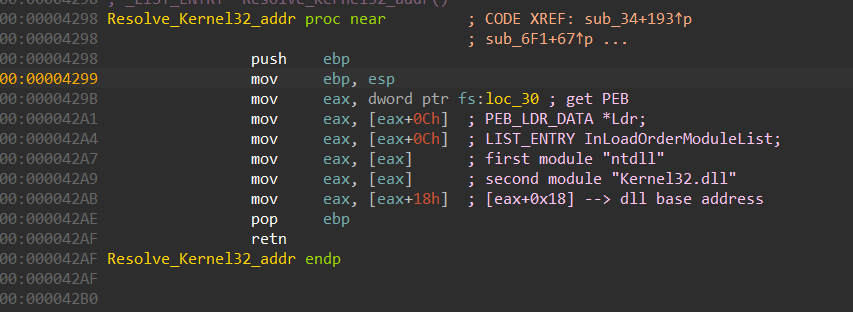 00:00004298 ; _LIST_ENTRY *Resolve_Kernel32_addr()
00:00004298 Resolve_Kernel32_addr proc near ; CODE XREF: sub_34+193↑p
00:00004298 ; sub_6F1+67↑p ...
00:00004298 push ebp
00:00004299 mov ebp, esp
00:0000429B mov eax, dword ptr fs:loc_30 ; get PEB
00:000042A1 mov eax, [eax+0Ch] ; PEB_LDR_DATA *Ldr;
00:000042A4 mov eax, [eax+0Ch] ; LIST_ENTRY InLoadOrderModuleList;
00:000042A7 mov eax, [eax] ; first module "ntdll"
00:000042A9 mov eax, [eax] ; second module "Kernel32.dll"
00:000042AB mov eax, [eax+18h] ; [eax+0x18] --> dll base address
00:000042AE pop ebp
00:000042AF retn
00:000042AF Resolve_Kernel32_addr endp
00:000042AF
00:000042B0